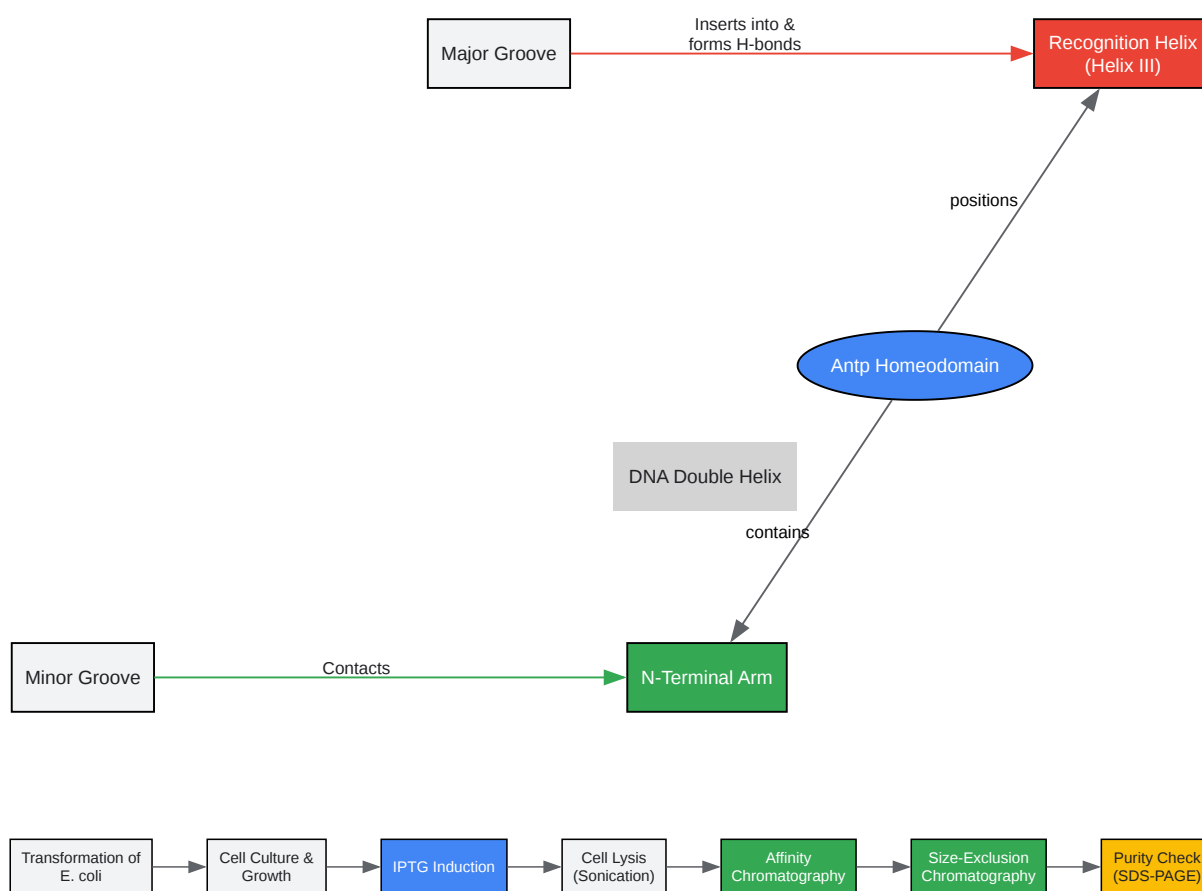 Inserts into &
forms H-bonds
Major Groove
Recognition Helix
(Helix III)
positions
Antp Homeodomain
DNA Double Helix
contains
Minor Groove
Contacts
N-Terminal Arm
Transformation of
E. coli
Cell Culture &
Growth
IPTG Induction
Cell Lysis
(Sonication)
Affinity
Chromatography
Size-Exclusion
Chromatography
Purity Check
(SDS-PAGE)